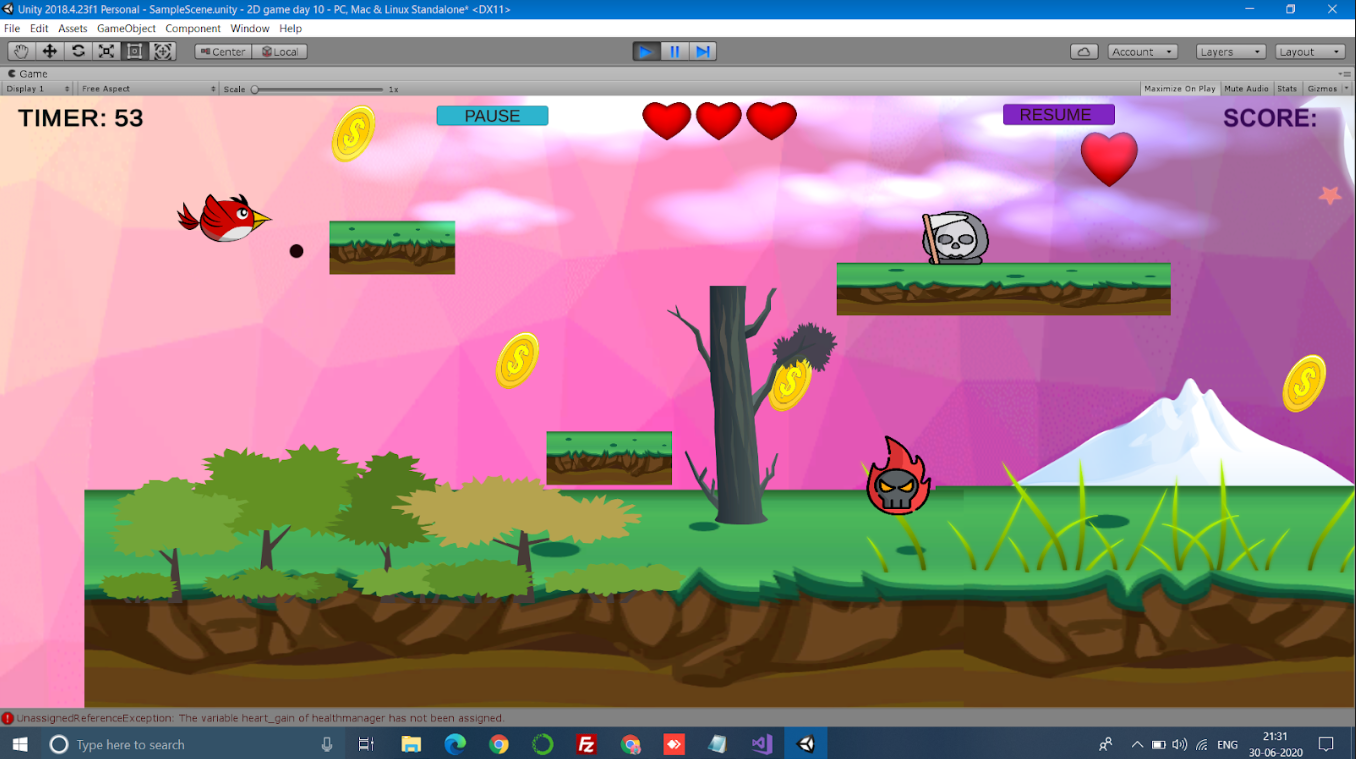 Unity 2018.4.23f1 Personal - SampleScene.unity - 2D game day 10 - PC, Mac & Linux Standalone* <DX11>
File Edit Assets GameObject Component Window Help
Center Local Account Layers Layout
Game
Display 1 Free Aspect Scale 1x Maximize On Play Mute Audio Stats Gizmos
TIMER: 53 PAUSE RESUME SCORE:
UnassignedReferenceException: The variable heart_gain of healthmanager has not been assigned.
Type here to search ENG 21:31
30-06-2020